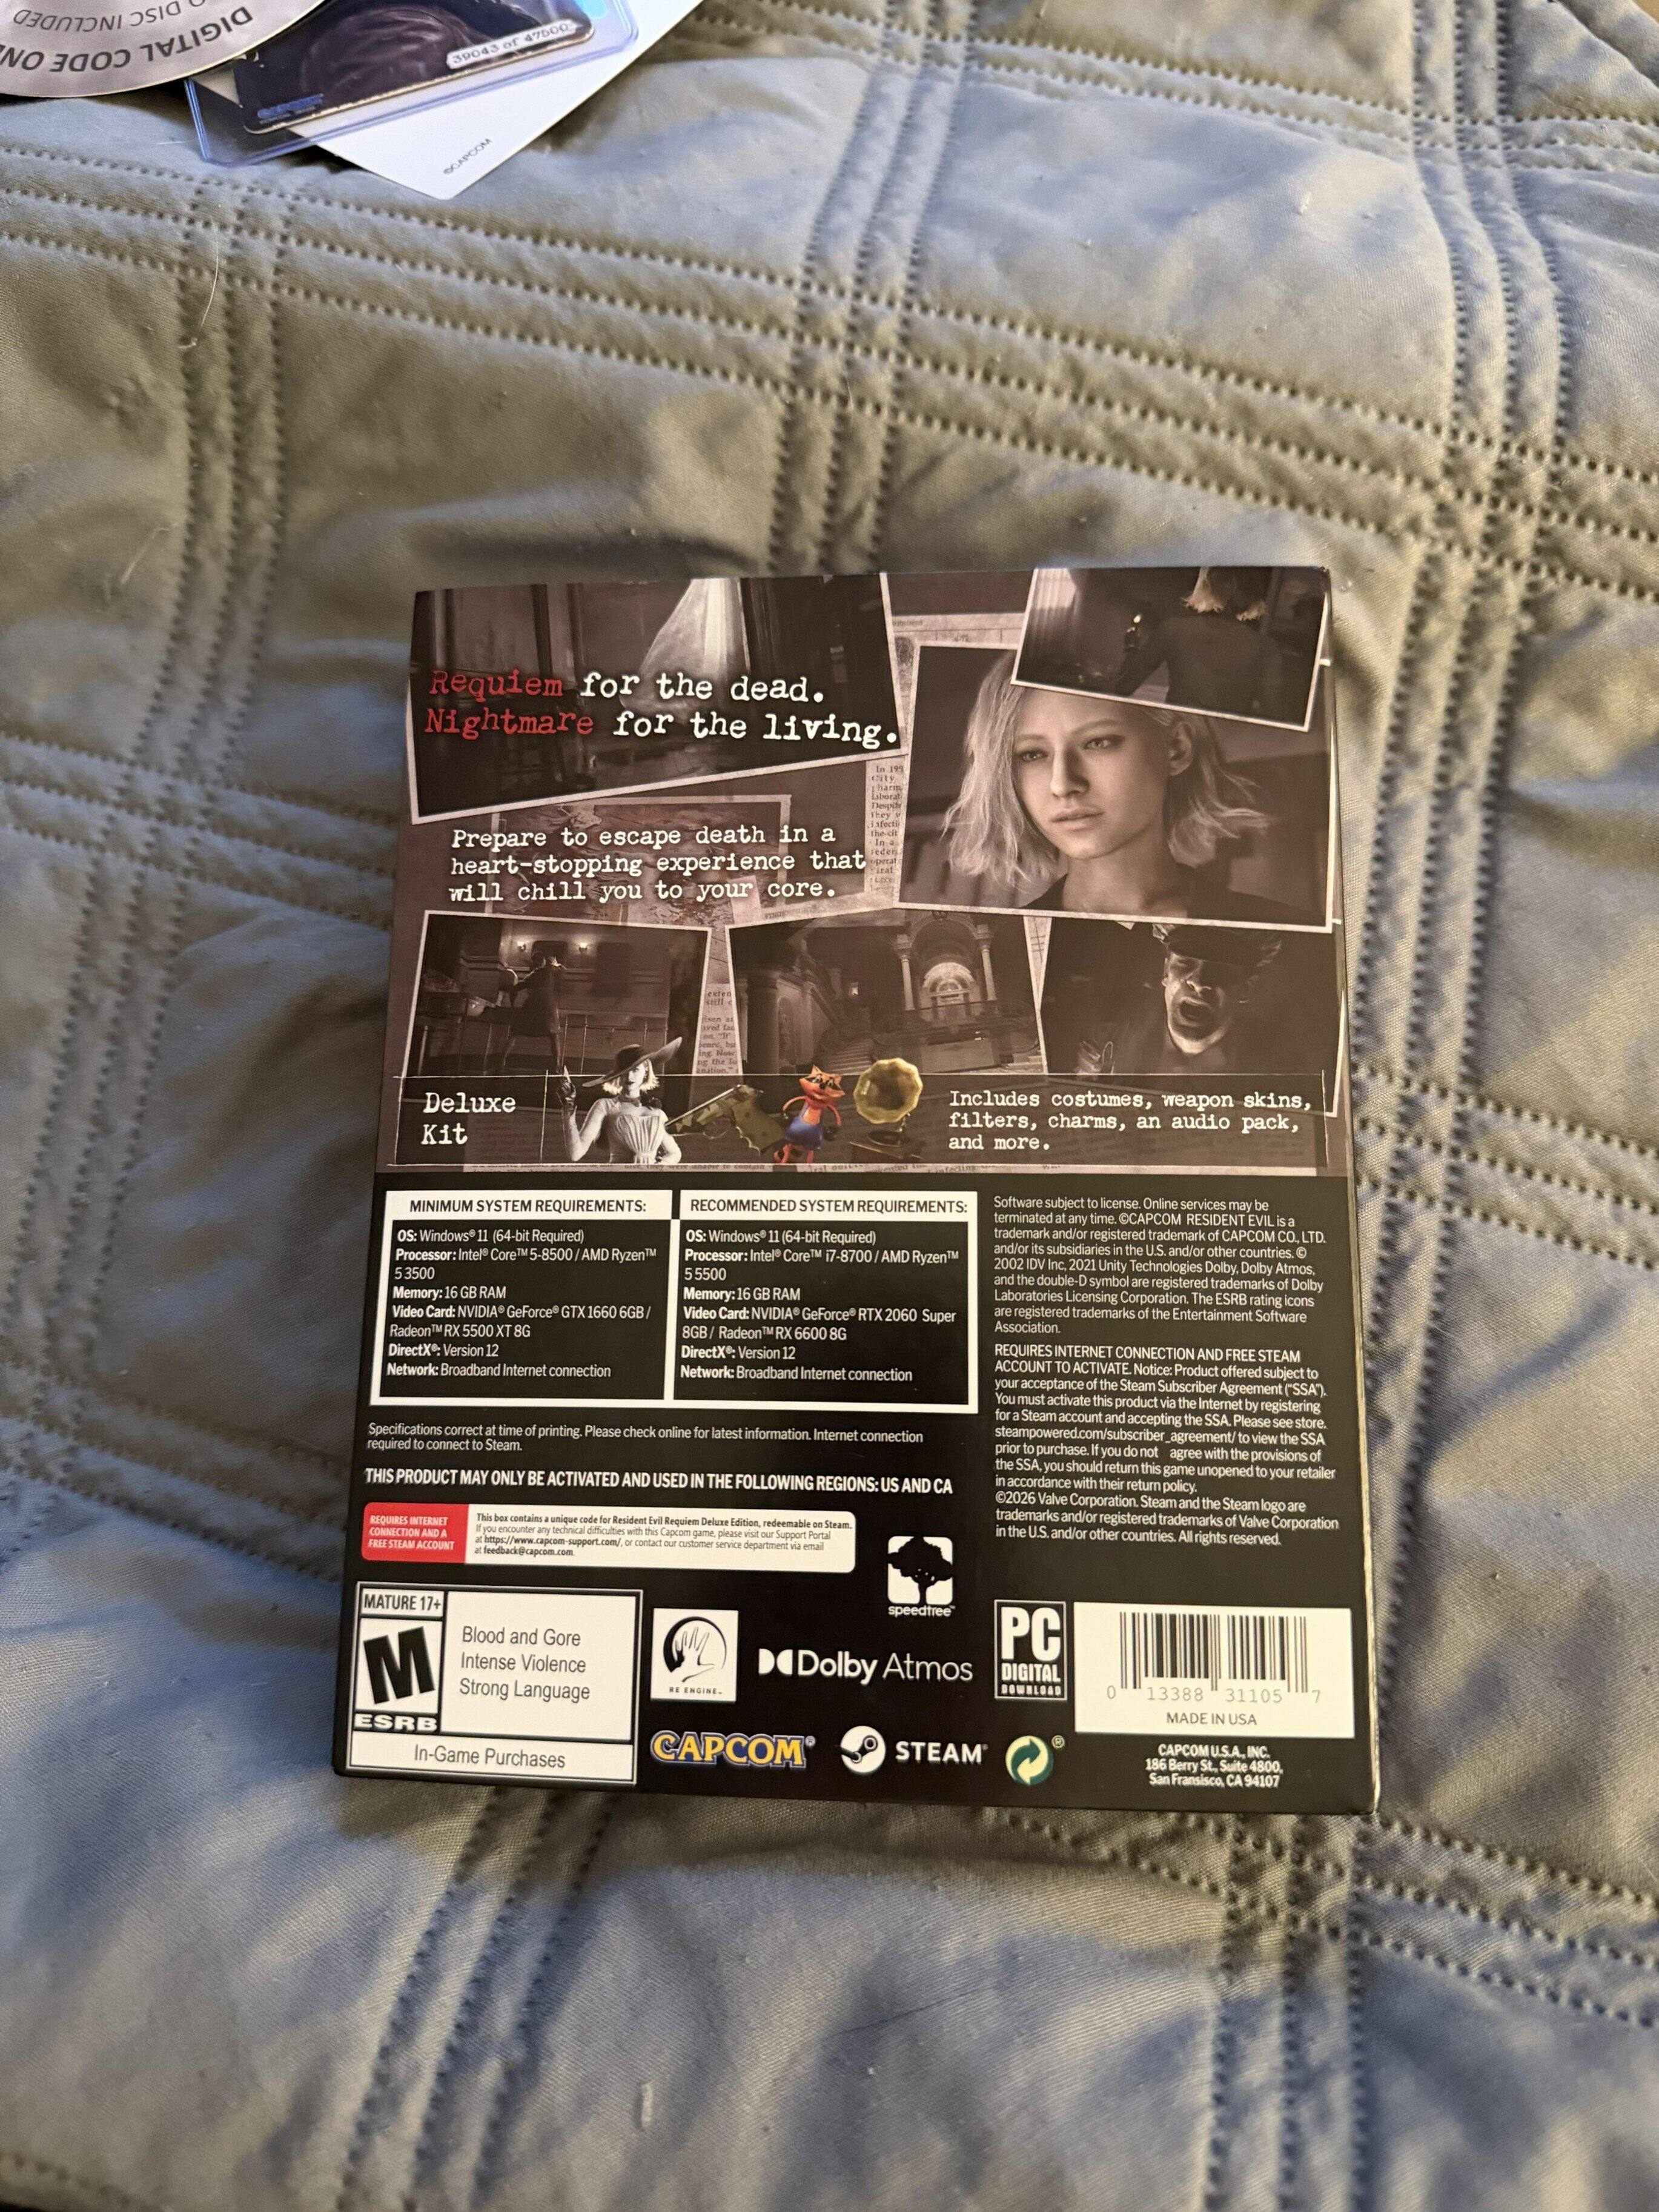 DISC INCLUDED
DIGITAL CODE
39043 of 47500
CAPCOM
©CAPCOM
Requiem for the dead.
Nightmare for the living.
Prepare to escape death in a
heart-stopping experience that
will chill you to your core.
Deluxe
Kit
Includes costumes, weapon skins,
filters, charms, an audio pack,
and more.
MINIMUM SYSTEM REQUIREMENTS:
OS: Windows® 11 (64-bit Required)
Processor: Intel® Core™ 5-8500 / AMD Ryzen™
5 3500
Memory: 16 GB RAM
Video Card: NVIDIA® GeForce® GTX 1660 6GB /
Radeon™ RX 5500 XT 8G
DirectX®: Version 12
Network: Broadband Internet connection
RECOMMENDED SYSTEM REQUIREMENTS:
OS: Windows® 11 (64-bit Required)
Processor: Intel® Core™ i7-8700 / AMD Ryzen™
5 5500
Memory: 16 GB RAM
Video Card: NVIDIA® GeForce® RTX 2060 Super
8GB / Radeon™ RX 6600 8G
DirectX®: Version 12
Network: Broadband Internet connection
Specifications correct at time of printing. Please check online for latest information. Internet connection
required to connect to Steam.
THIS PRODUCT MAY ONLY BE ACTIVATED AND USED IN THE FOLLOWING REGIONS: US AND CA
REQUIRES INTERNET
CONNECTION AND A
FREE STEAM ACCOUNT
This box contains a unique code for Resident Evil Requiem Deluxe Edition, redeemable on Steam.
If you encounter any technical difficulties with this Capcom game, please visit our Support Portal
at https://www.capcom-support.com/, or contact our customer service department via email
at feedback@capcom.com.
Software subject to license. Online services may be
terminated at any time. ©CAPCOM RESIDENT EVIL is a
trademark and/or registered trademark of CAPCOM CO., LTD.
and/or its subsidiaries in the U.S. and/or other countries. ©
2002 IDV Inc, 2021 Unity Technologies Dolby, Dolby Atmos,
and the double-D symbol are registered trademarks of Dolby
Laboratories Licensing Corporation. The ESRB rating icons
are registered trademarks of the Entertainment Software
Association.
REQUIRES INTERNET CONNECTION AND FREE STEAM
ACCOUNT TO ACTIVATE. Notice: Product offered subject to
your acceptance of the Steam Subscriber Agreement ("SSA").
You must activate this product via the Internet by registering
for a Steam account and accepting the SSA. Please see store.
steampowered.com/subscriber_agreement/ to view the SSA
prior to purchase. If you do not agree with the provisions of
the SSA, you should return this game unopened to your retailer
in accordance with their return policy.
©2026 Valve Corporation. Steam and the Steam logo are
trademarks and/or registered trademarks of Valve Corporation
in the U.S. and/or other countries. All rights reserved.
speedtree™
MATURE 17+
M
ESRB
Blood and Gore
Intense Violence
Strong Language
In-Game Purchases
RE ENGINE™
Dolby Atmos
PC
DIGITAL
DOWNLOAD
0 13388 31105 7
MADE IN USA
CAPCOM®
STEAM®
®
CAPCOM U.S.A., INC.
186 Berry St., Suite 4800,
San Fransisco, CA 94107